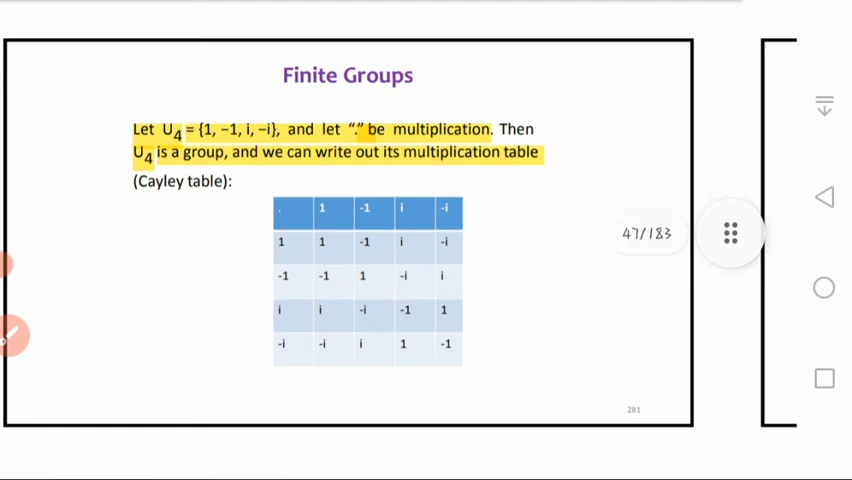 Finite Groups
Let U4 = {1, −1, i, −i}, and let “.” be multiplication. Then
U4 is a group, and we can write out its multiplication table
(Cayley table):
. 1 -1 i -i
1 1 -1 i -i
-1 -1 1 -i i
i i -i -1 1
-i -i i 1 -1
47/183
281